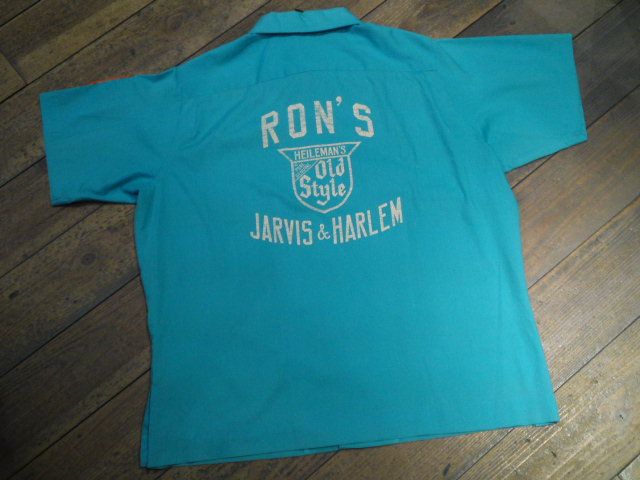 RON'S
HEILEMAN'S
Old
Style
JARVIS & HARLEM